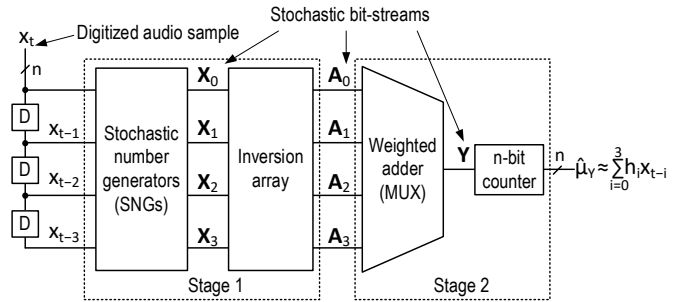 Stochastic bit-streams
x_t Digitized audio sample
n
X_0 A_0
D
x_{t−1} X_1 A_1
D
x_{t−2} X_2 A_2
D
x_{t−3} X_3 A_3
Stochastic
number
generators
(SNGs)
Inversion
array
Weighted
adder
(MUX)
Y
n-bit
counter
n
μ̂_Y ≈ ∑_{i=0}^{3} h_i x_{t−i}
Stage 1
Stage 2